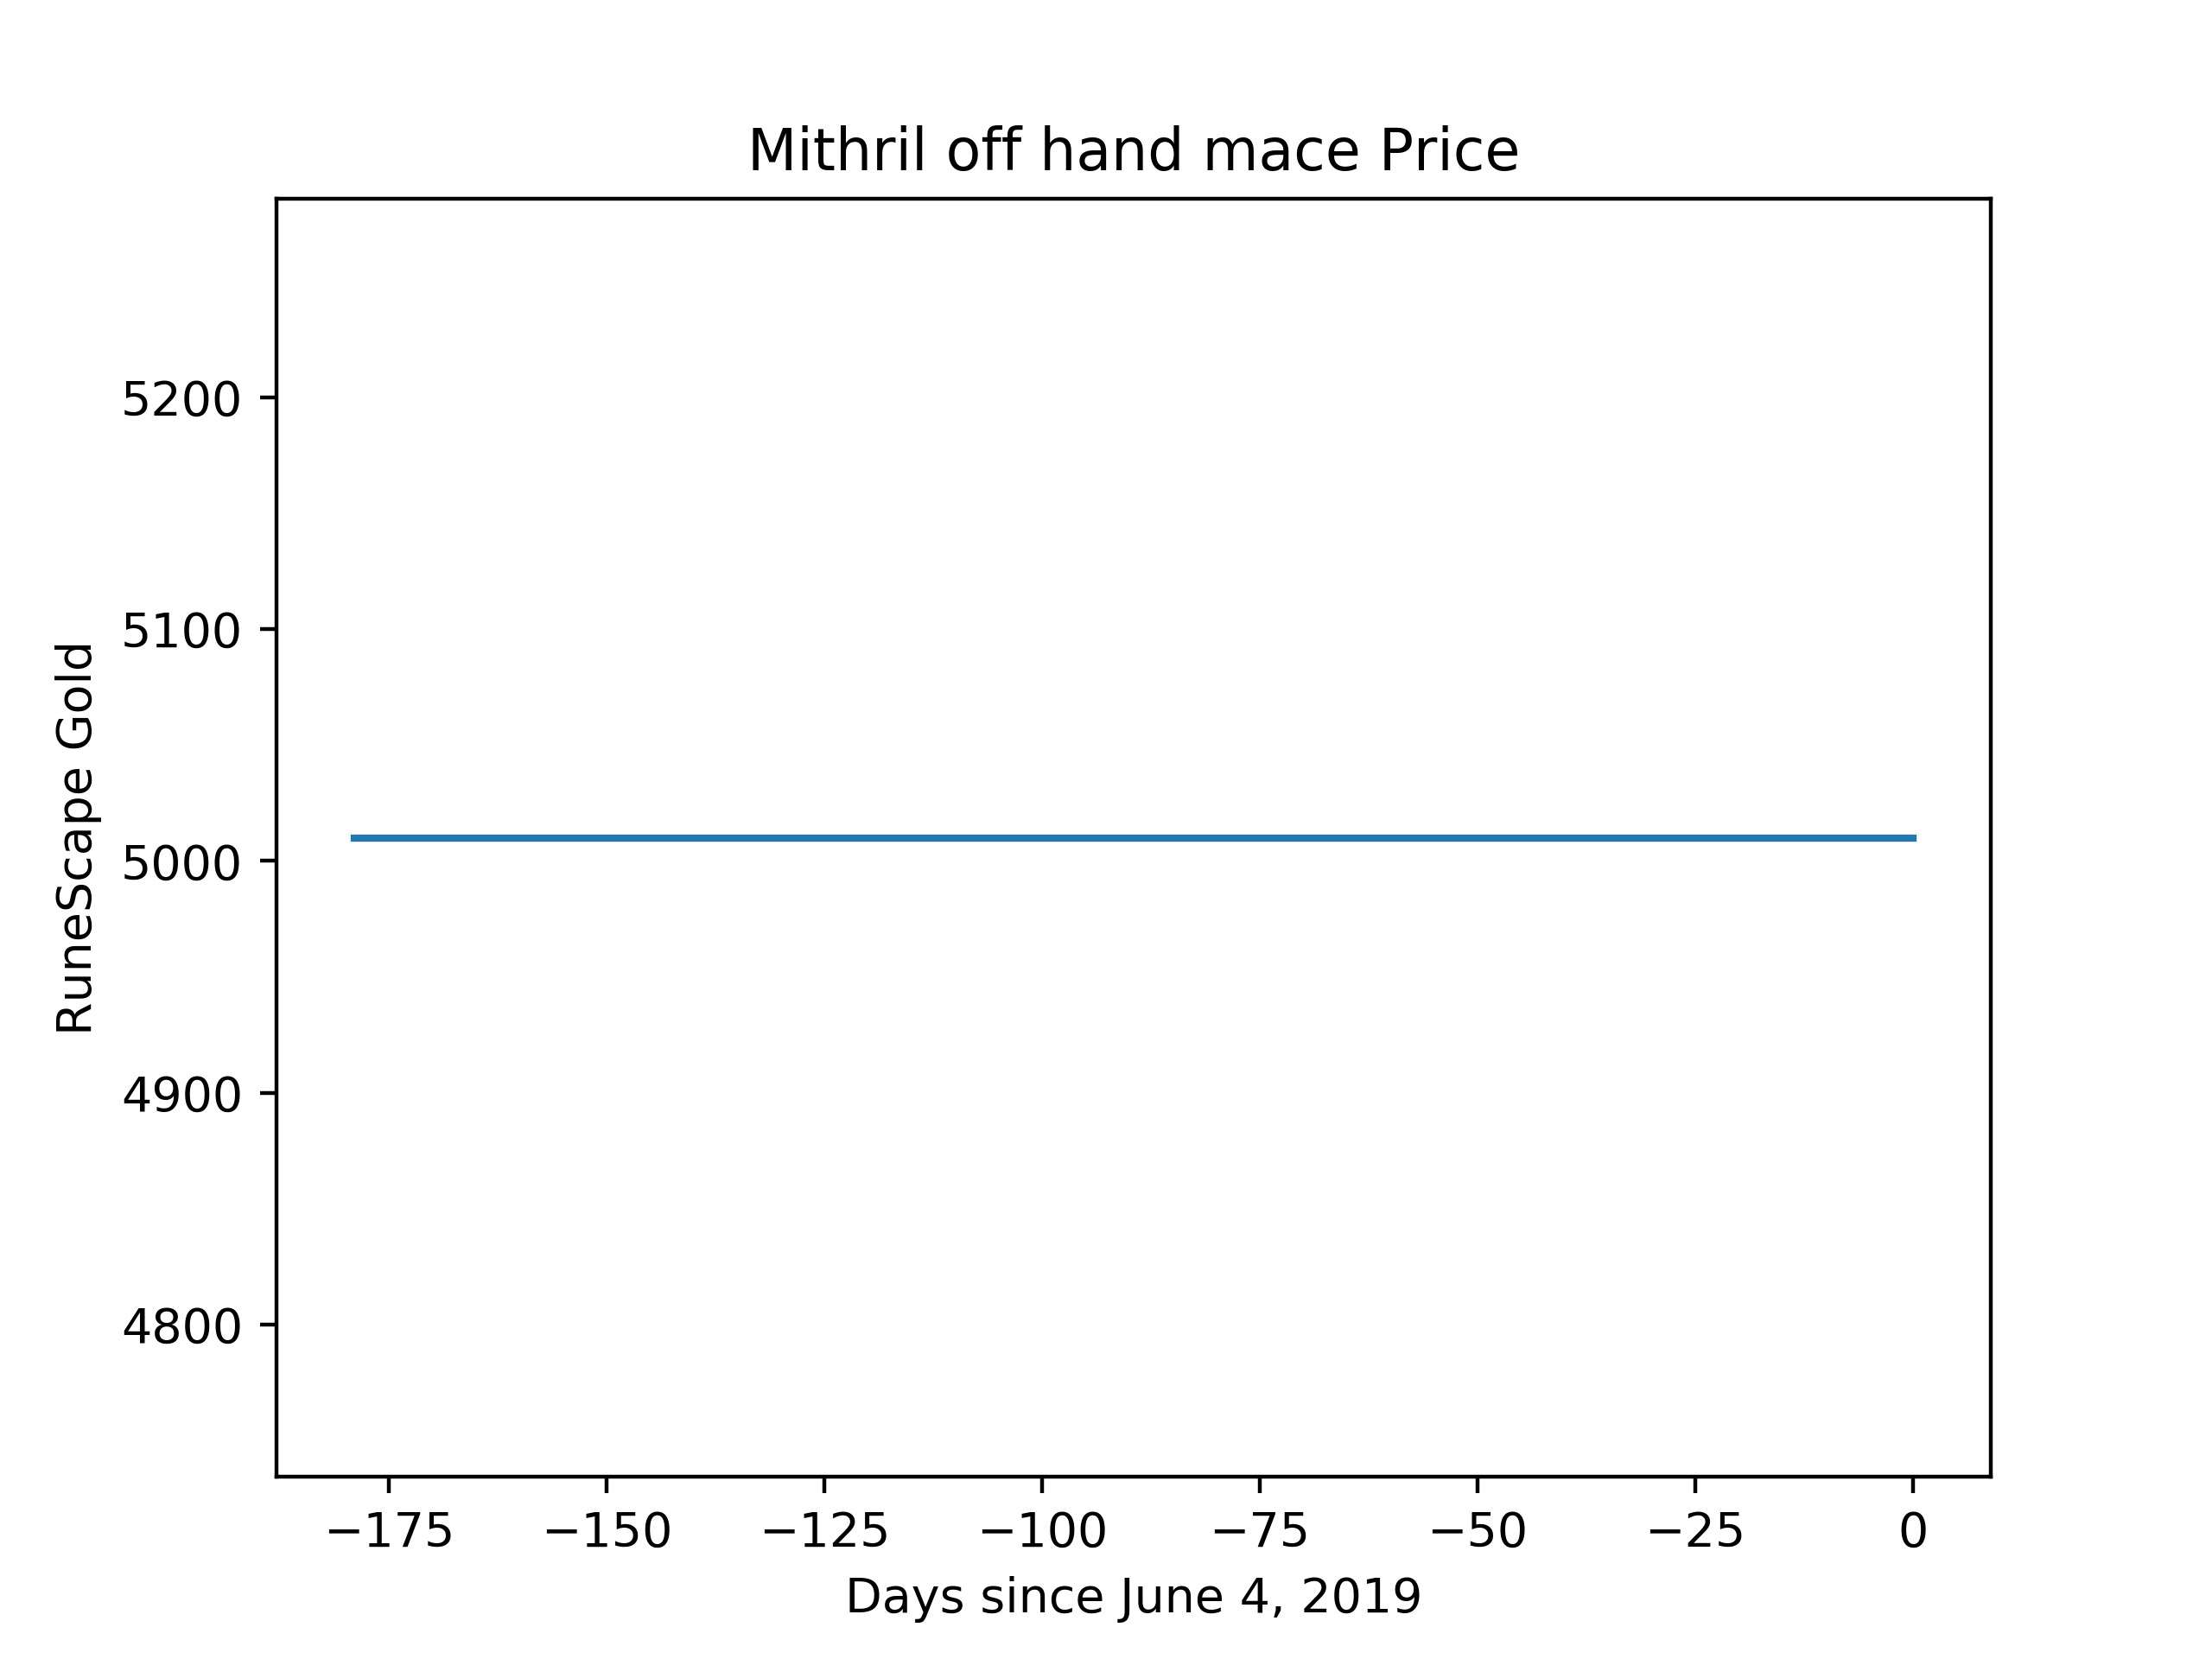 Mithril off hand mace Price
RuneScape Gold
5200
5100
5000
4900
4800
−175 −150 −125 −100 −75 −50 −25 0
Days since June 4, 2019